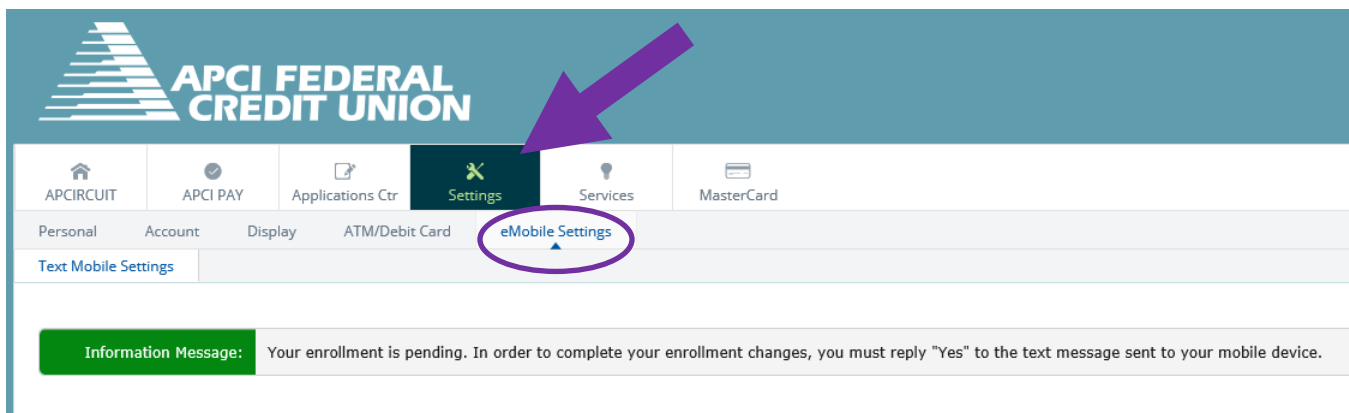 APCI FEDERAL
CREDIT UNION
APCIRCUIT APCI PAY Applications Ctr Settings Services MasterCard
Personal Account Display ATM/Debit Card eMobile Settings
Text Mobile Settings
Information Message: Your enrollment is pending. In order to complete your enrollment changes, you must reply "Yes" to the text message sent to your mobile device.